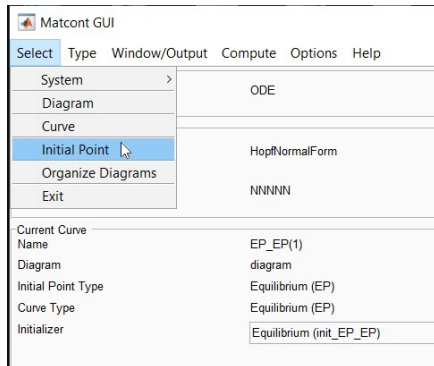 Matcont GUI
Select Type Window/Output Compute Options Help
System >
ODE
Diagram
Curve
Initial Point
HopfNormalForm
Organize Diagrams
Exit
NNNNN
Current Curve
Name EP_EP(1)
Diagram diagram
Initial Point Type Equilibrium (EP)
Curve Type Equilibrium (EP)
Initializer Equilibrium (init_EP_EP)